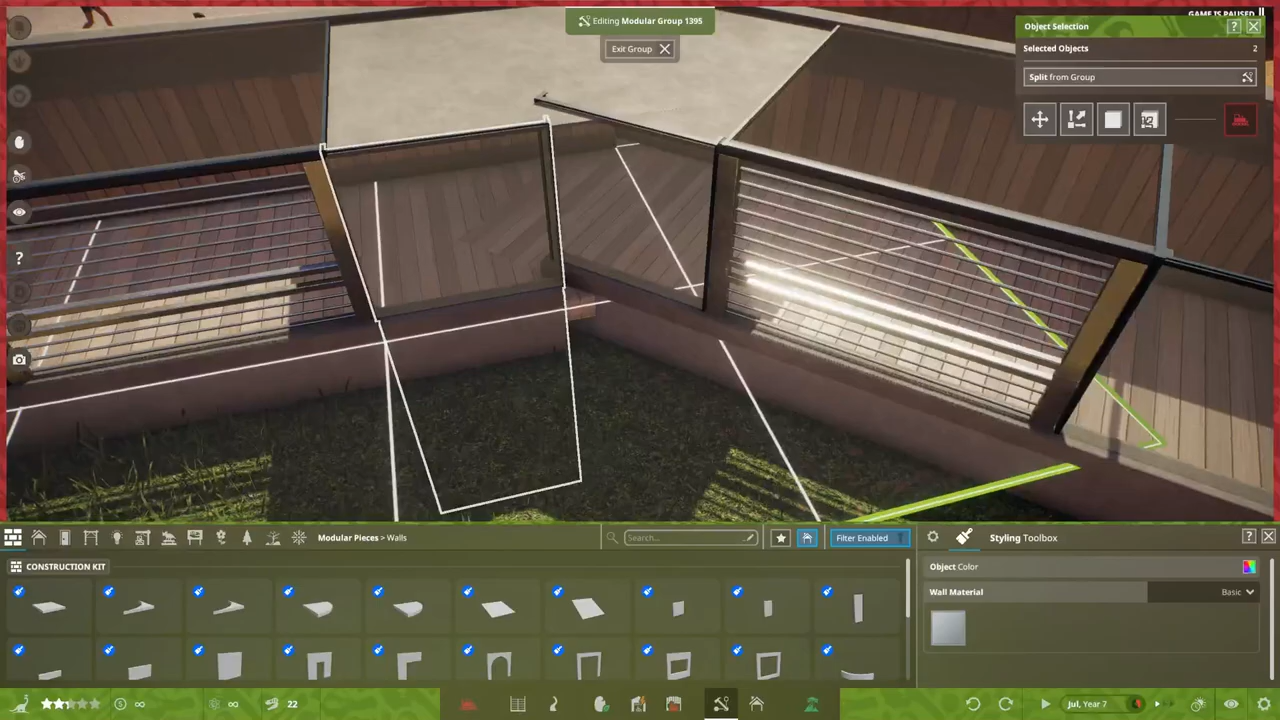 GAME IS PAUSED
Editing Modular Group 1395
Exit Group
Object Selection
?
Selected Objects 2
Split from Group
12
?
Modular Pieces > Walls
Search...
Filter Enabled
Styling Toolbox
?
CONSTRUCTION KIT
Object Color
Wall Material
Basic
∞
∞
22
Jul, Year 7